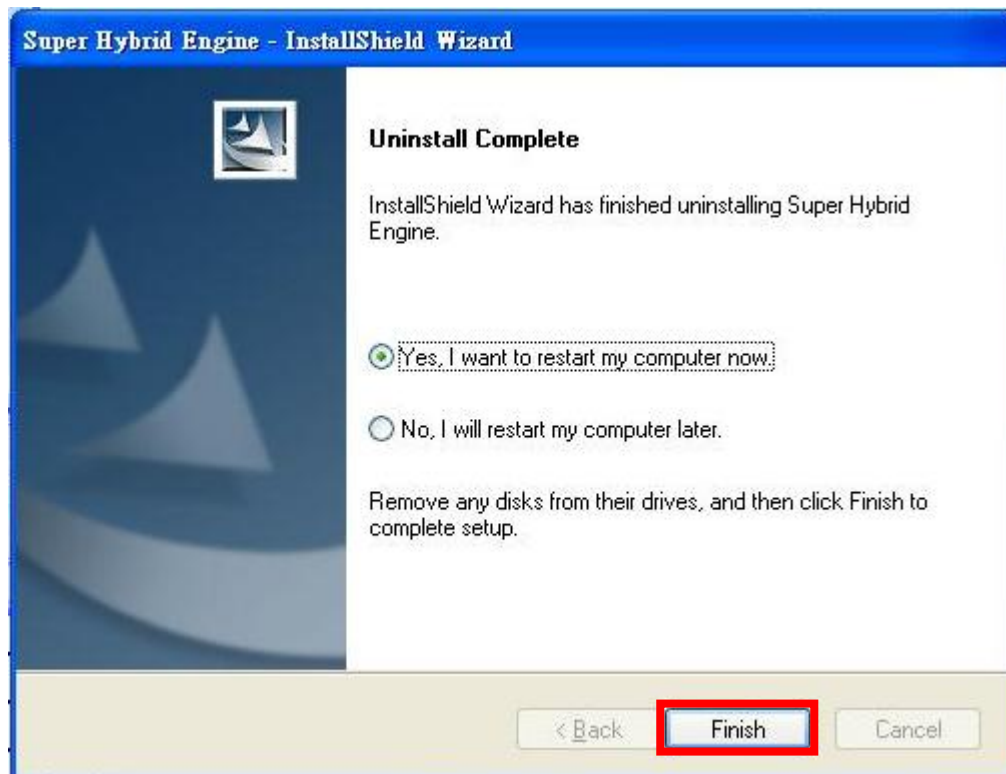 Super Hybrid Engine - InstallShield Wizard
Uninstall Complete
InstallShield Wizard has finished uninstalling Super Hybrid
Engine.
Yes, I want to restart my computer now.
No, I will restart my computer later.
Remove any disks from their drives, and then click Finish to
complete setup.
< Back Finish Cancel